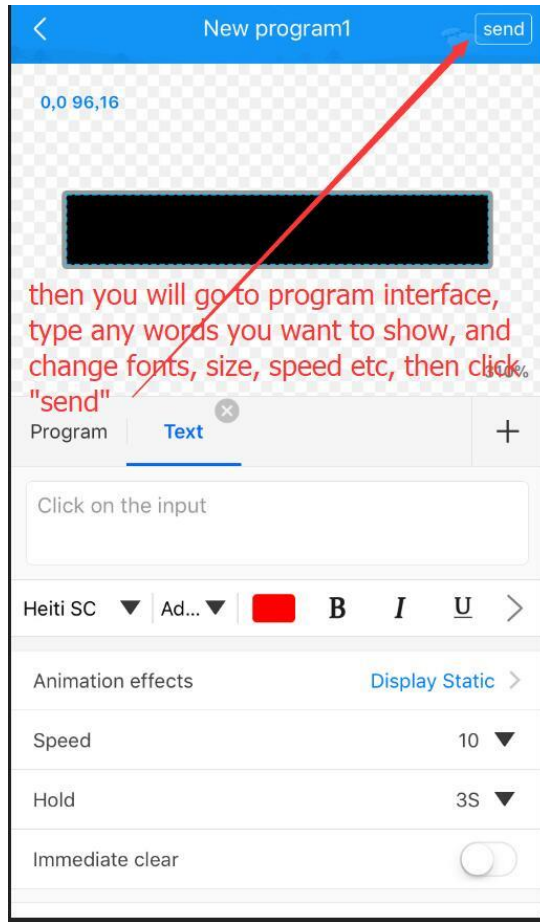 New program1
send
0,0 96,16
then you will go to program interface,
type any words you want to show, and
change fonts, size, speed etc, then click
"send"
Program
Text
Click on the input
Heiti SC
Ad...
B
I
U
Animation effects
Display Static
Speed
10
Hold
3S
Immediate clear